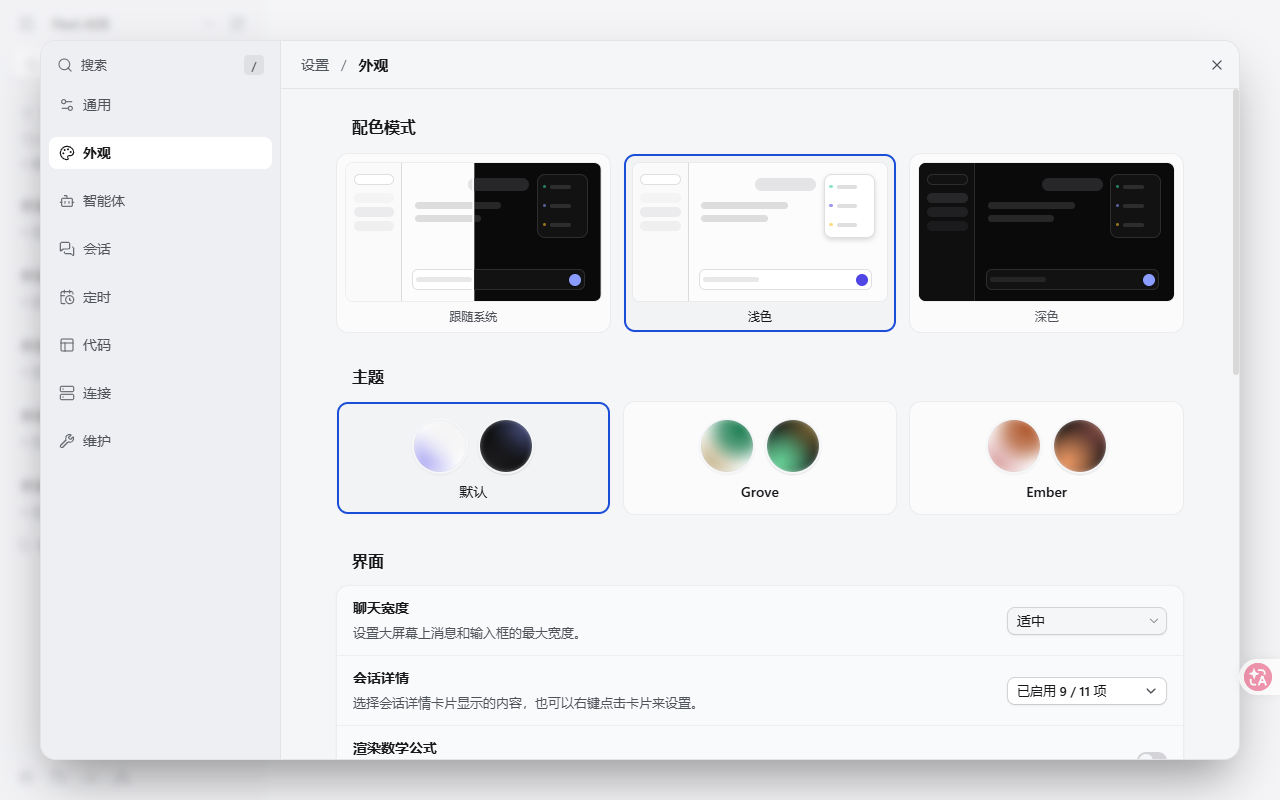 搜索
/
通用
外观
智能体
会话
定时
代码
连接
维护
设置 / 外观
配色模式
跟随系统
浅色
深色
主题
默认
Grove
Ember
界面
聊天宽度
设置大屏幕上消息和输入框的最大宽度。
适中
会话详情
选择会话详情卡片显示的内容，也可以右键点击卡片来设置。
已启用 9 / 11 项
渲染数学公式